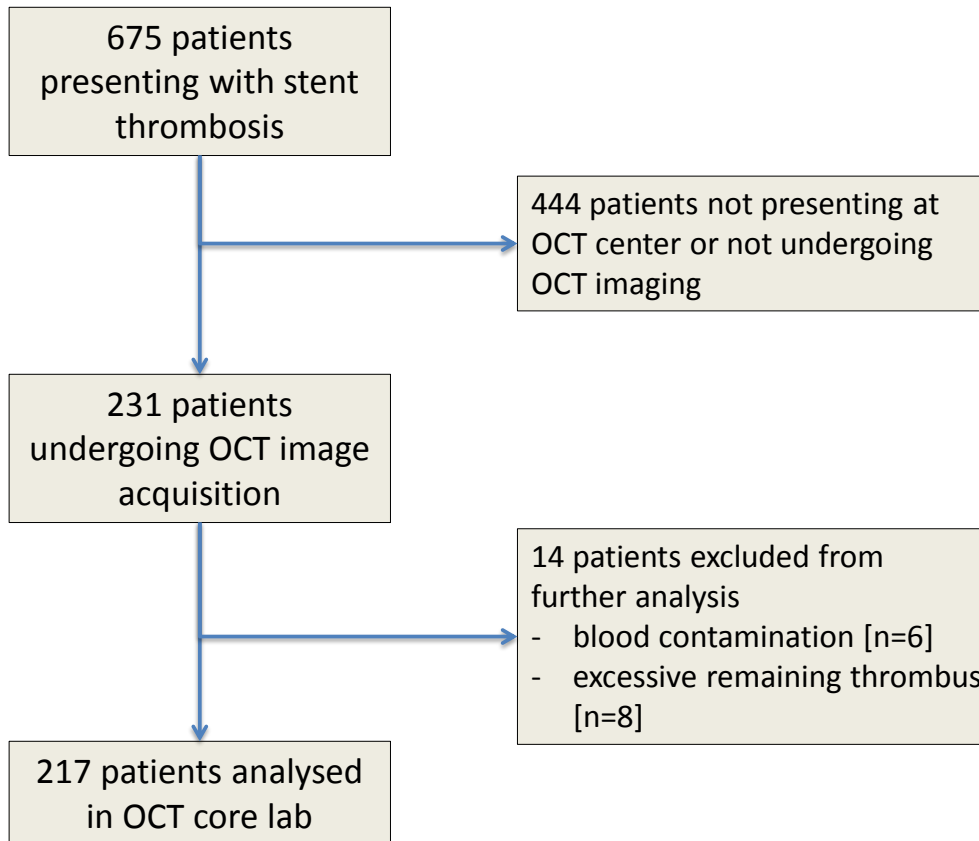 675 patients
presenting with stent
thrombosis
444 patients not presenting at
OCT center or not undergoing
OCT imaging
231 patients
undergoing OCT image
acquisition
14 patients excluded from
further analysis
- blood contamination [n=6]
- excessive remaining thrombus
[n=8]
217 patients analysed
in OCT core lab